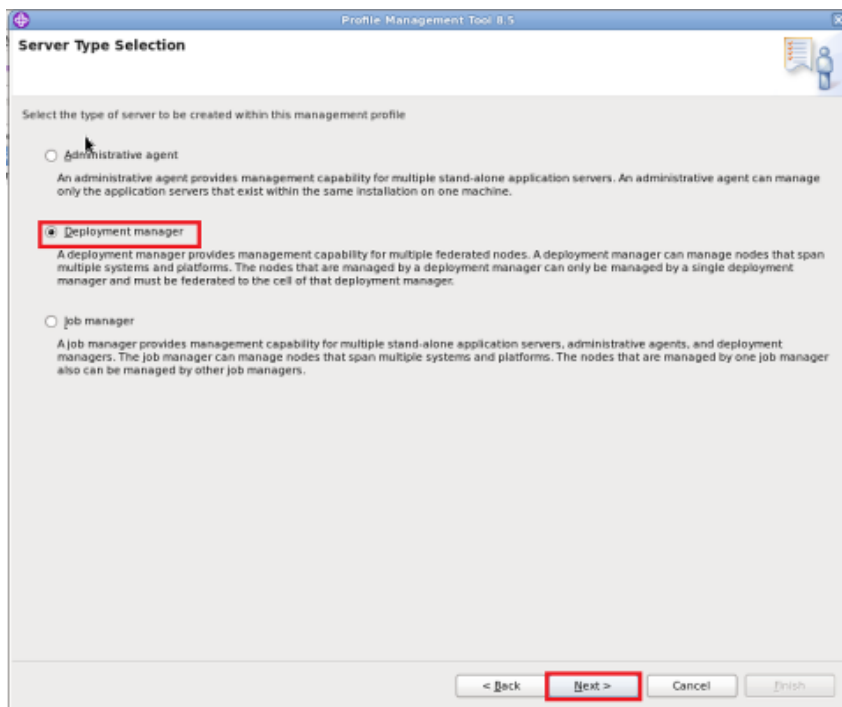 Profile Management Tool 8.5
Server Type Selection
Select the type of server to be created within this management profile
Administrative agent
An administrative agent provides management capability for multiple stand-alone application servers. An administrative agent can manage
only the application servers that exist within the same installation on one machine.
Deployment manager
A deployment manager provides management capability for multiple federated nodes. A deployment manager can manage nodes that span
multiple systems and platforms. The nodes that are managed by a deployment manager can only be managed by a single deployment
manager and must be federated to the cell of that deployment manager.
Job manager
A job manager provides management capability for multiple stand-alone application servers, administrative agents, and deployment
managers. The job manager can manage nodes that span multiple systems and platforms. The nodes that are managed by one job manager
also can be managed by other job managers.
< Back Next > Cancel Finish